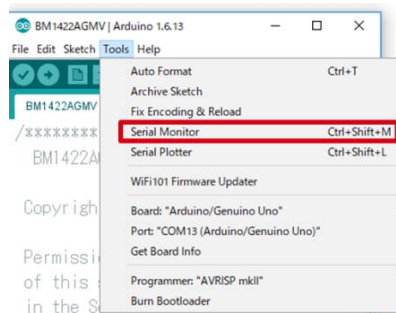 BM1422AGMV | Arduino 1.6.13
File Edit Sketch Tools Help
Auto Format Ctrl+T
Archive Sketch
BM1422AGMV
Fix Encoding & Reload
/********
Serial Monitor Ctrl+Shift+M
Serial Plotter Ctrl+Shift+L
BM1422A
WiFi101 Firmware Updater
Copyrigh
Board: "Arduino/Genuino Uno"
Port: "COM13 (Arduino/Genuino Uno)"
Get Board Info
Permissi
of this
Programmer: "AVRISP mkII"
in the S
Burn Bootloader